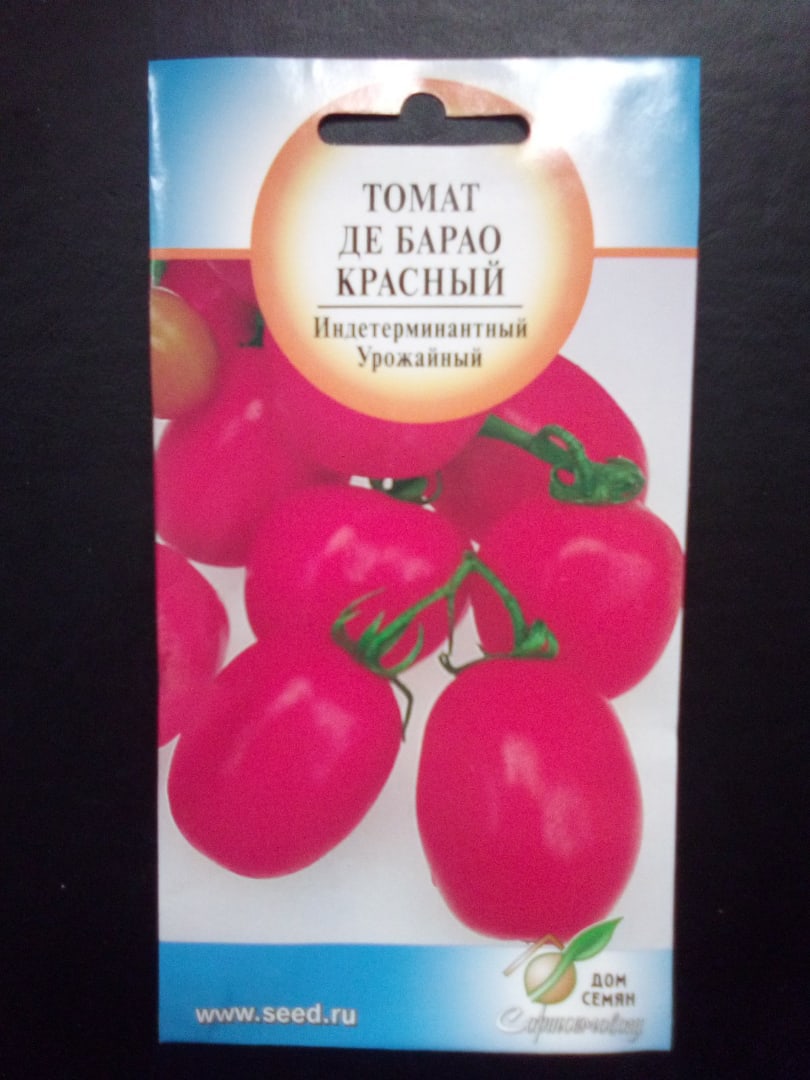 ТОМАТ
ДЕ БАРАО
КРАСНЫЙ
Индетерминантный
Урожайный
www.seed.ru
ДОМ
СЕМЯН